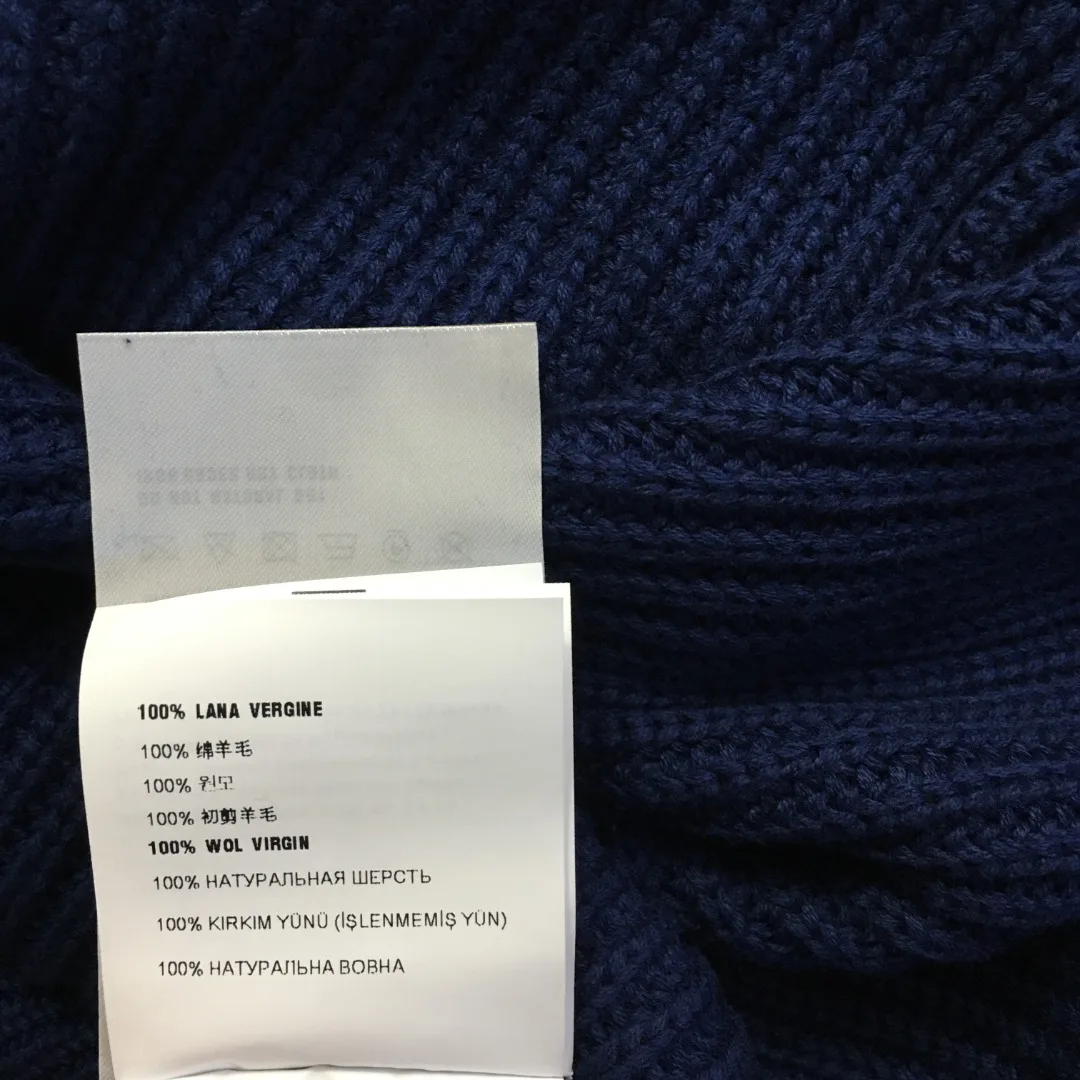 100% LANA VERGINE
100% 绵羊毛
100% 원모
100% 初剪羊毛
100% WOL VIRGIN
100% НАТУРАЛЬНАЯ ШЕРСТЬ
100% KIRKIM YÜNÜ (İŞLENMEMİŞ YÜN)
100% НАТУРАЛЬНА ВОВНА